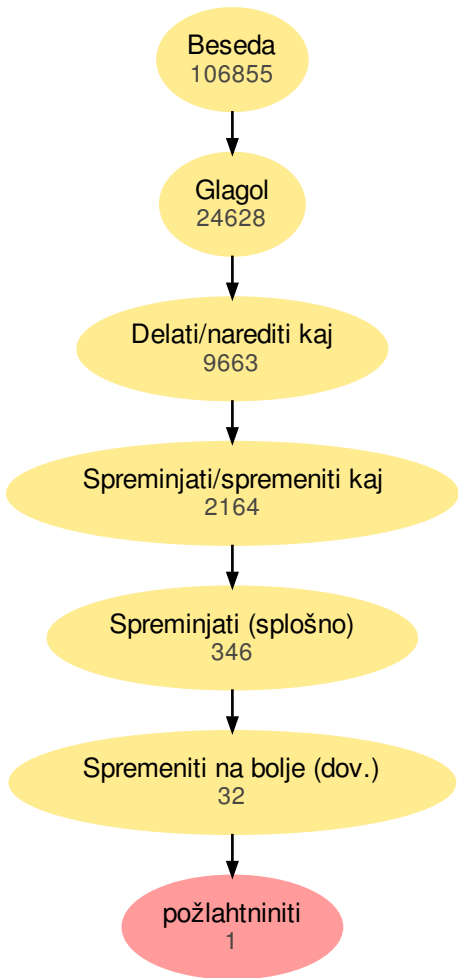 Beseda
106855
Glagol
24628
Delati/narediti kaj
9663
Spreminjati/spremeniti kaj
2164
Spreminjati (splošno)
346
Spremeniti na bolje (dov.)
32
požlahtniniti
1